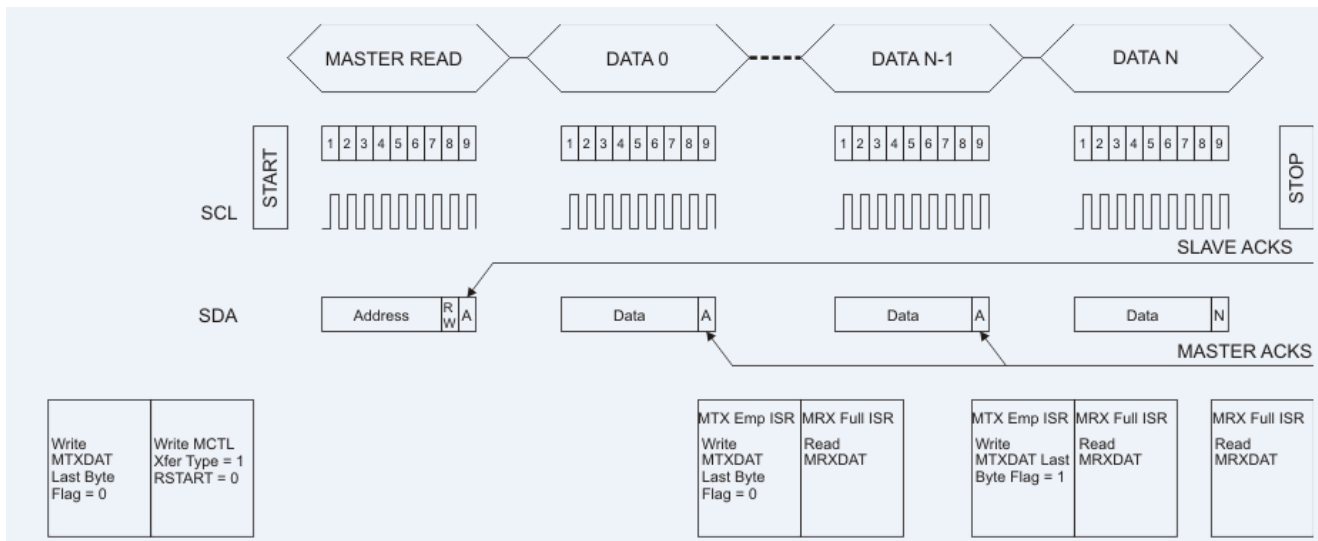 MASTER READ DATA 0 DATA N-1 DATA N
START
1 2 3 4 5 6 7 8 9 1 2 3 4 5 6 7 8 9 1 2 3 4 5 6 7 8 9 1 2 3 4 5 6 7 8 9
STOP
SCL
SLAVE ACKS
SDA
Address
R
W
A
Data A
Data A
Data N
MASTER ACKS
Write
MTXDAT
Last Byte
Flag = 0
Write MCTL
Xfer Type = 1
RSTART = 0
MTX Emp ISR
Write
MTXDAT
Last Byte
Flag = 0
MRX Full ISR
Read
MRXDAT
MTX Emp ISR
Write
MTXDAT Last
Byte Flag = 1
MRX Full ISR
Read
MRXDAT
MRX Full ISR
Read
MRXDAT